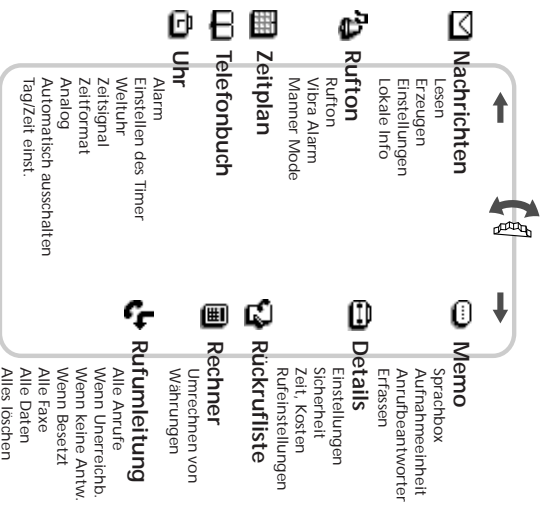 Nachrichten
Lesen
Erzeugen
Einstellungen
Lokale Info
Rufton
Rufton
Vibra Alarm
Manner Mode
Zeitplan
Telefonbuch
Uhr
Alarm
Einstellen des Timer
Weltuhr
Zeitsignal
Zeitformat
Analog
Automatisch ausschalten
Tag/Zeit einst.
Memo
Sprachbox
Aufnahmeeinheit
Anrufbeantworter
Erfassen
Details
Einstellungen
Sicherheit
Zeit, Kosten
Rufeinstellungen
Rückrufliste
Rechner
Umrechnen von
Währungen
Rufumleitung
Alle Anrufe
Wenn Unerreichb.
Wenn keine Antw.
Wenn Besetzt
Alle Faxe
Alle Daten
Alles löschen